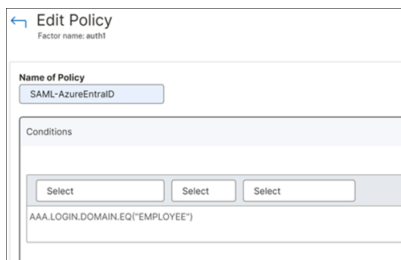 Edit Policy
Factor name: auth1
Name of Policy
SAML-AzureEntraID
Conditions
Select Select Select
AAA.LOGIN.DOMAIN.EQ("EMPLOYEE")